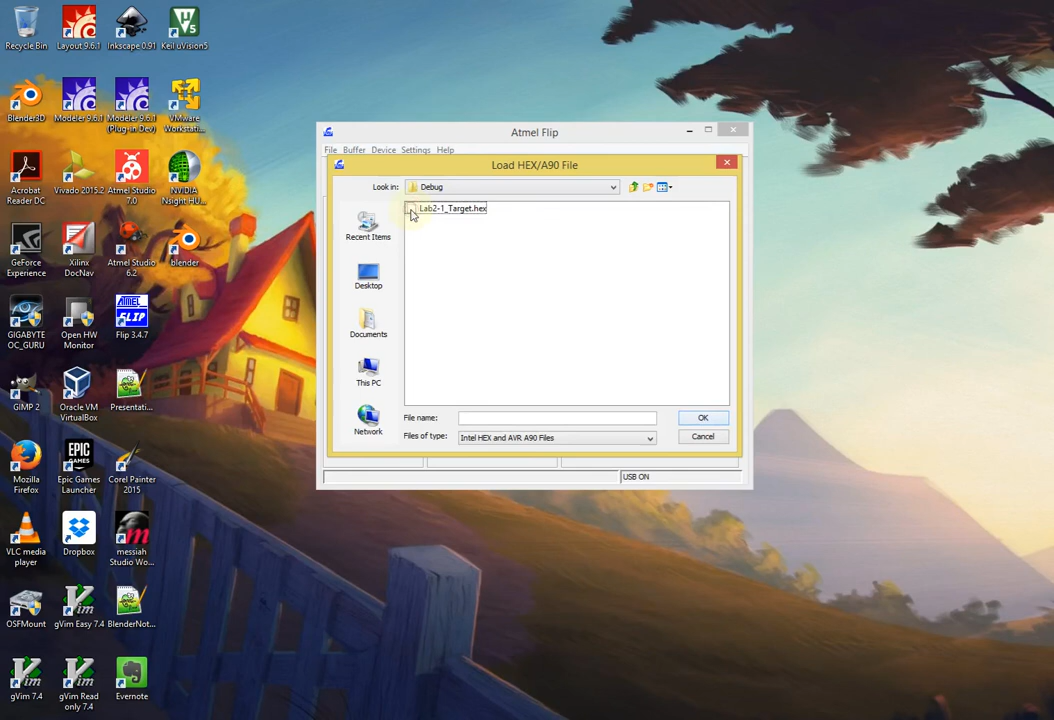 Recycle Bin
Layout 9.6.1
Inkscape 0.91
Keil uVision5
Blender3D
Modeler 9.6.1
Modeler 9.6.1
(Plug-in Dev)
VMware
Workstati...
Acrobat
Reader DC
Vivado 2015.2
Atmel Studio
7.0
NVIDIA
Nsight HU...
GeForce
Experience
Xilinx
DocNav
Atmel Studio
6.2
blender
GIGABYTE
OC_GURU
Open HW
Monitor
ATMEL
FLIP
Flip 3.4.7
GIMP 2
Oracle VM
VirtualBox
Presentati...
Mozilla
Firefox
EPIC
GAMES
Epic Games
Launcher
Corel Painter
2015
VLC media
player
Dropbox
messiah
Studio Wo...
OSFMount
gVim Easy 7.4
BlenderNot...
gVim 7.4
gVim Read
only 7.4
Evernote
Atmel Flip
File Buffer Device Settings Help
Load HEX/A90 File
Look in: Debug
Lab2-1_Target.hex
Recent Items
Desktop
Documents
This PC
Network
File name: OK
Files of type: Intel HEX and AVR A90 Files Cancel
USB ON